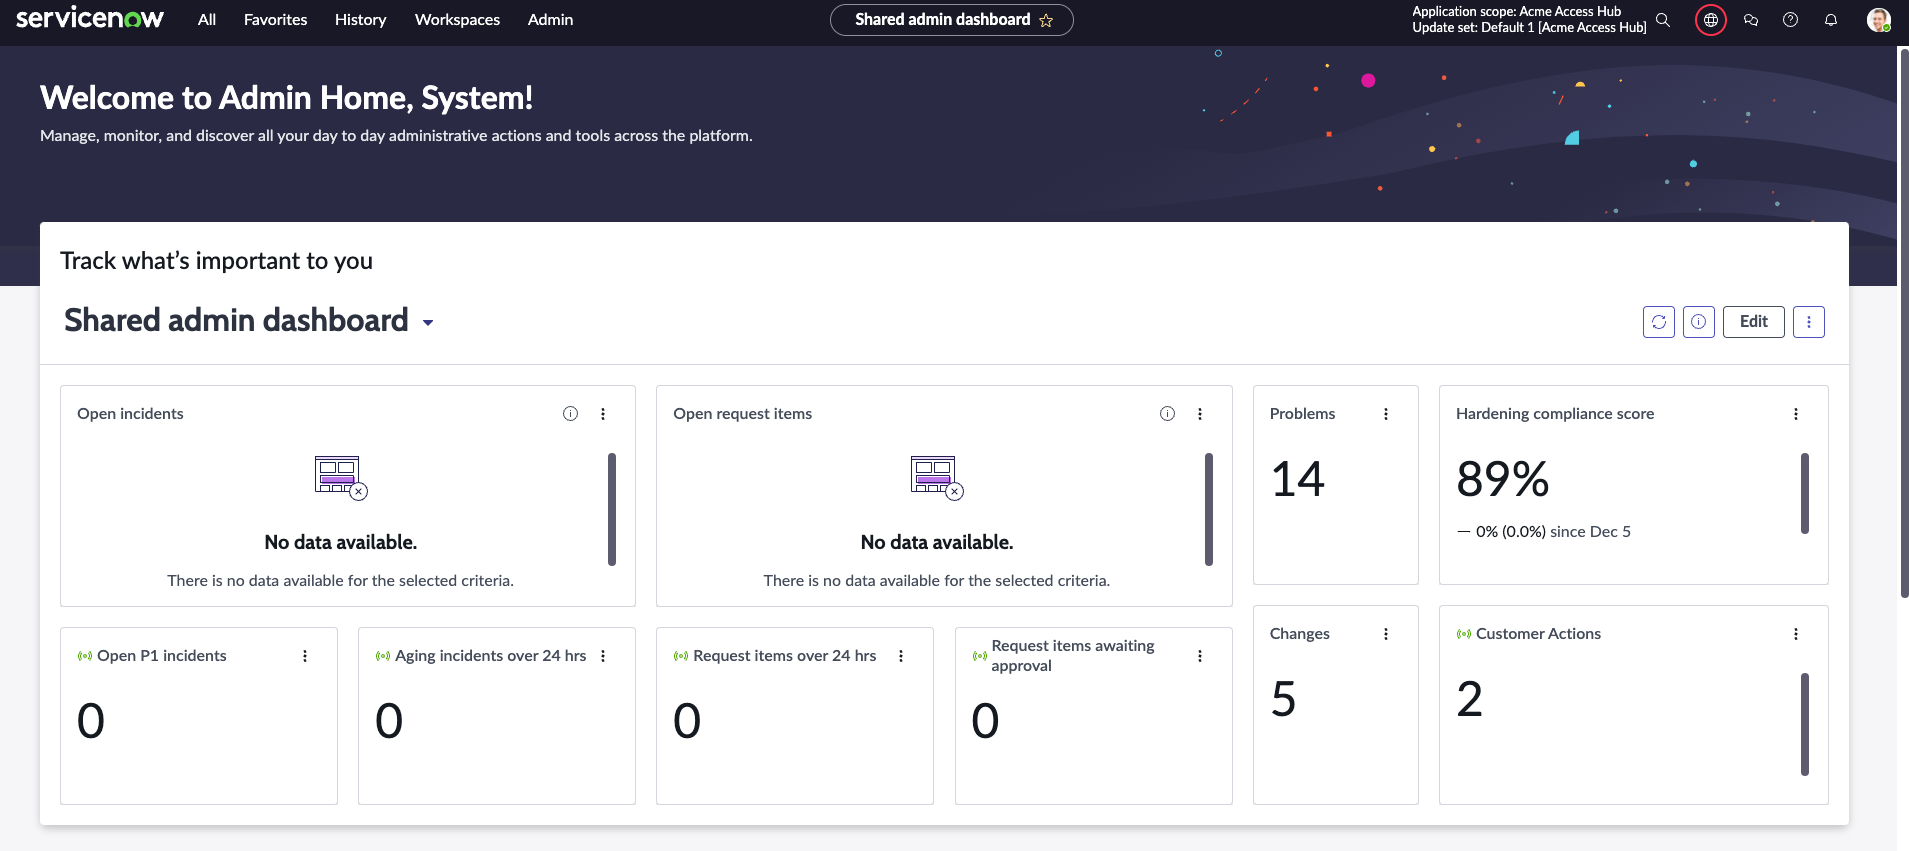 servicenow
All
Favorites
History
Workspaces
Admin
Shared admin dashboard
Application scope: Acme Access Hub
Update set: Default 1 [Acme Access Hub]
Welcome to Admin Home, System!
Manage, monitor, and discover all your day to day administrative actions and tools across the platform.
Track what’s important to you
Shared admin dashboard
Edit
Open incidents
No data available.
There is no data available for the selected criteria.
Open request items
No data available.
There is no data available for the selected criteria.
Problems
14
Hardening compliance score
89%
— 0% (0.0%) since Dec 5
Open P1 incidents
0
Aging incidents over 24 hrs
0
Request items over 24 hrs
0
Request items awaiting
approval
0
Changes
5
Customer Actions
2